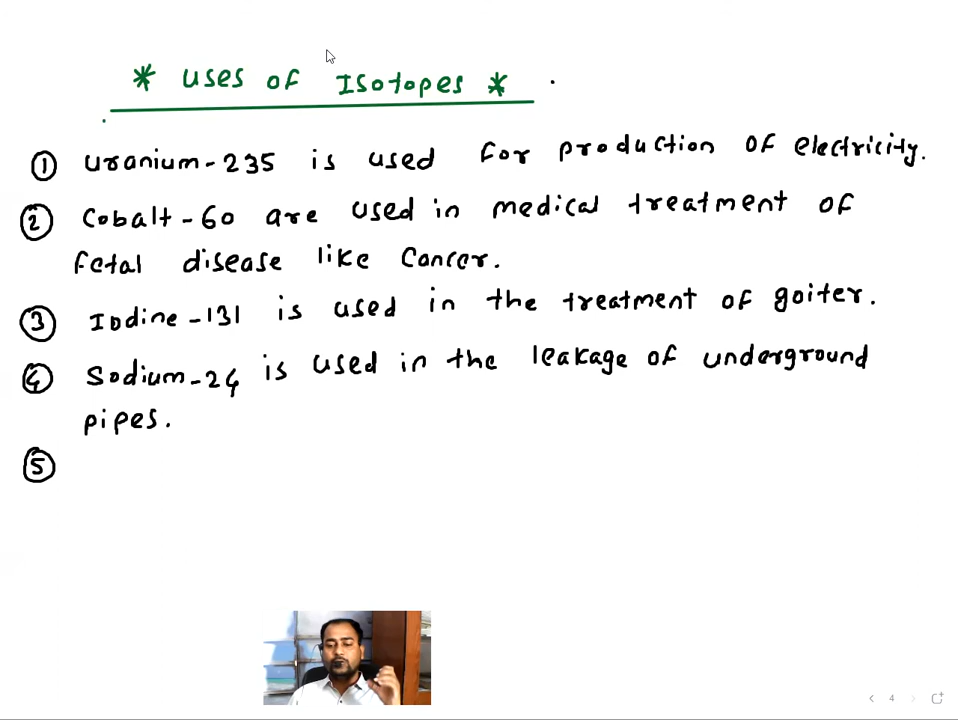 * Uses of Isotopes *
① Uranium-235 is used for production of electricity.
② Cobalt-60 are used in medical treatment of
fetal disease like Cancer.
③ Iodine-131 is used in the treatment of goiter.
④ Sodium-24 is used in the leakage of underground
pipes.
⑤
4